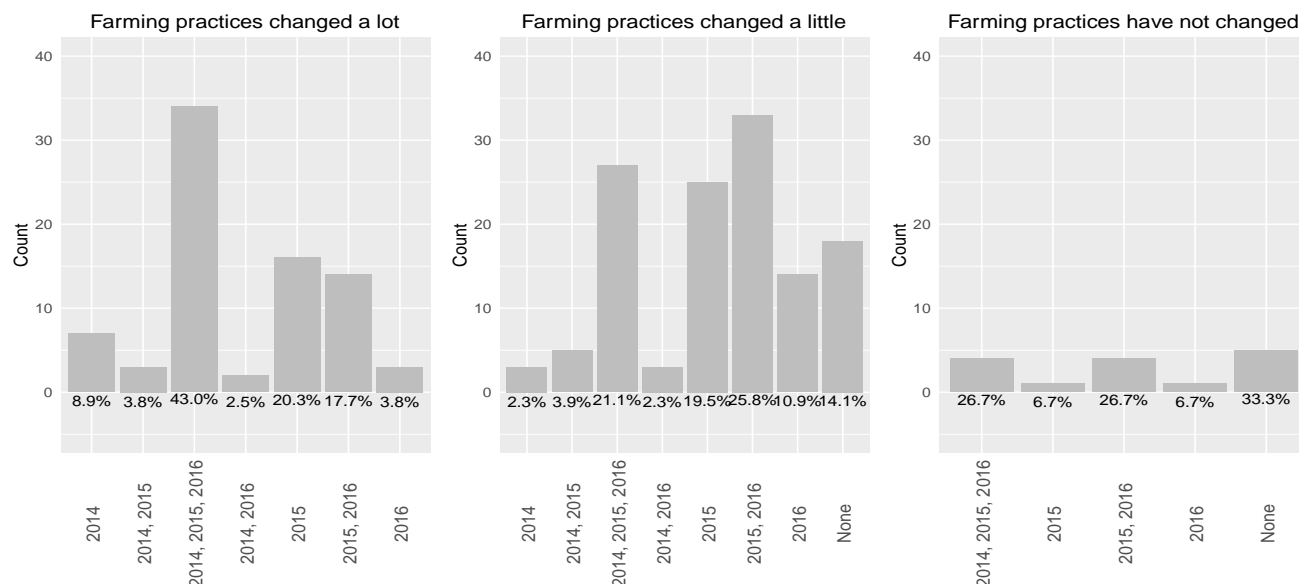 Farming practices changed a lot
Count
40
30
20
10
0
8.9% 3.8% 43.0% 2.5% 20.3% 17.7% 3.8%
2014
2014, 2015
2014, 2015, 2016
2014, 2016
2015
2015, 2016
2016
Farming practices changed a little
Count
40
30
20
10
0
2.3% 3.9% 21.1% 2.3% 19.5% 25.8% 10.9% 14.1%
2014
2014, 2015
2014, 2015, 2016
2014, 2016
2015
2015, 2016
2016
None
Farming practices have not changed
Count
40
30
20
10
0
26.7% 6.7% 26.7% 6.7% 33.3%
2014, 2015, 2016
2015
2015, 2016
2016
None